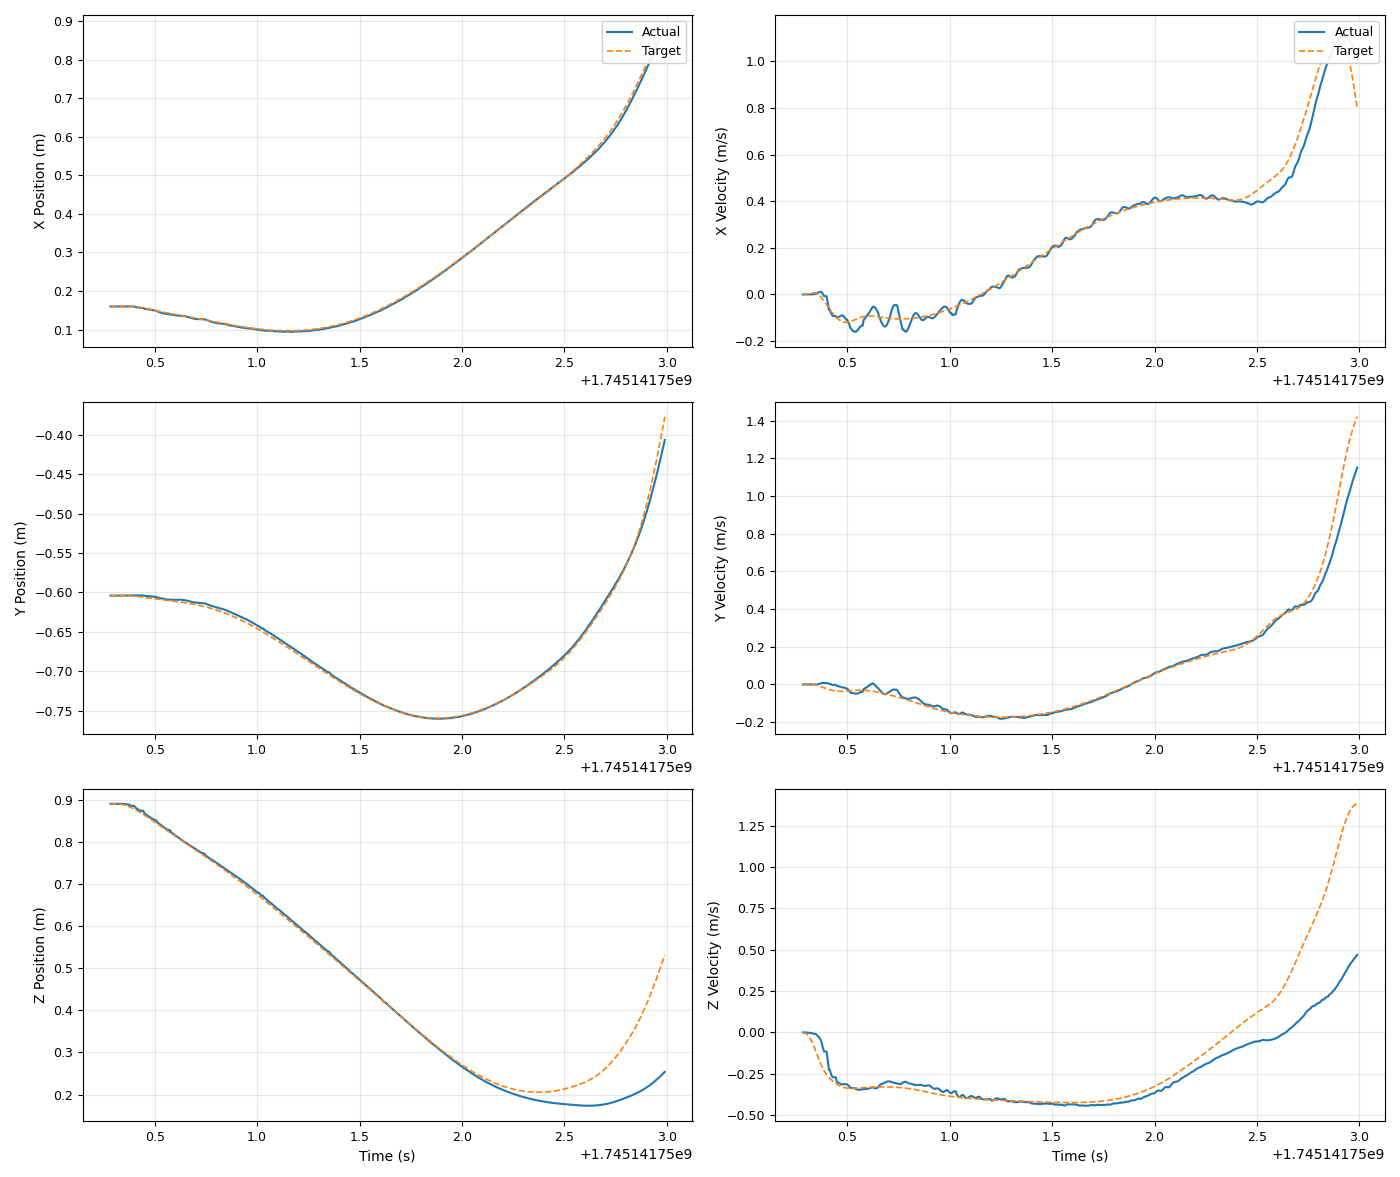 0.9
0.8
0.7
0.6
0.5
0.4
0.3
0.2
0.1
X Position (m)
Actual
Target
0.5 1.0 1.5 2.0 2.5 3.0
+1.74514175e9
1.0
0.8
0.6
0.4
0.2
0.0
−0.2
X Velocity (m/s)
Actual
Target
0.5 1.0 1.5 2.0 2.5 3.0
+1.74514175e9
−0.40
−0.45
−0.50
−0.55
−0.60
−0.65
−0.70
−0.75
Y Position (m)
0.5 1.0 1.5 2.0 2.5 3.0
+1.74514175e9
1.4
1.2
1.0
0.8
0.6
0.4
0.2
0.0
−0.2
Y Velocity (m/s)
0.5 1.0 1.5 2.0 2.5 3.0
+1.74514175e9
0.9
0.8
0.7
0.6
0.5
0.4
0.3
0.2
Z Position (m)
0.5 1.0 1.5 2.0 2.5 3.0
Time (s)
+1.74514175e9
1.25
1.00
0.75
0.50
0.25
0.00
−0.25
−0.50
Z Velocity (m/s)
0.5 1.0 1.5 2.0 2.5 3.0
Time (s)
+1.74514175e9